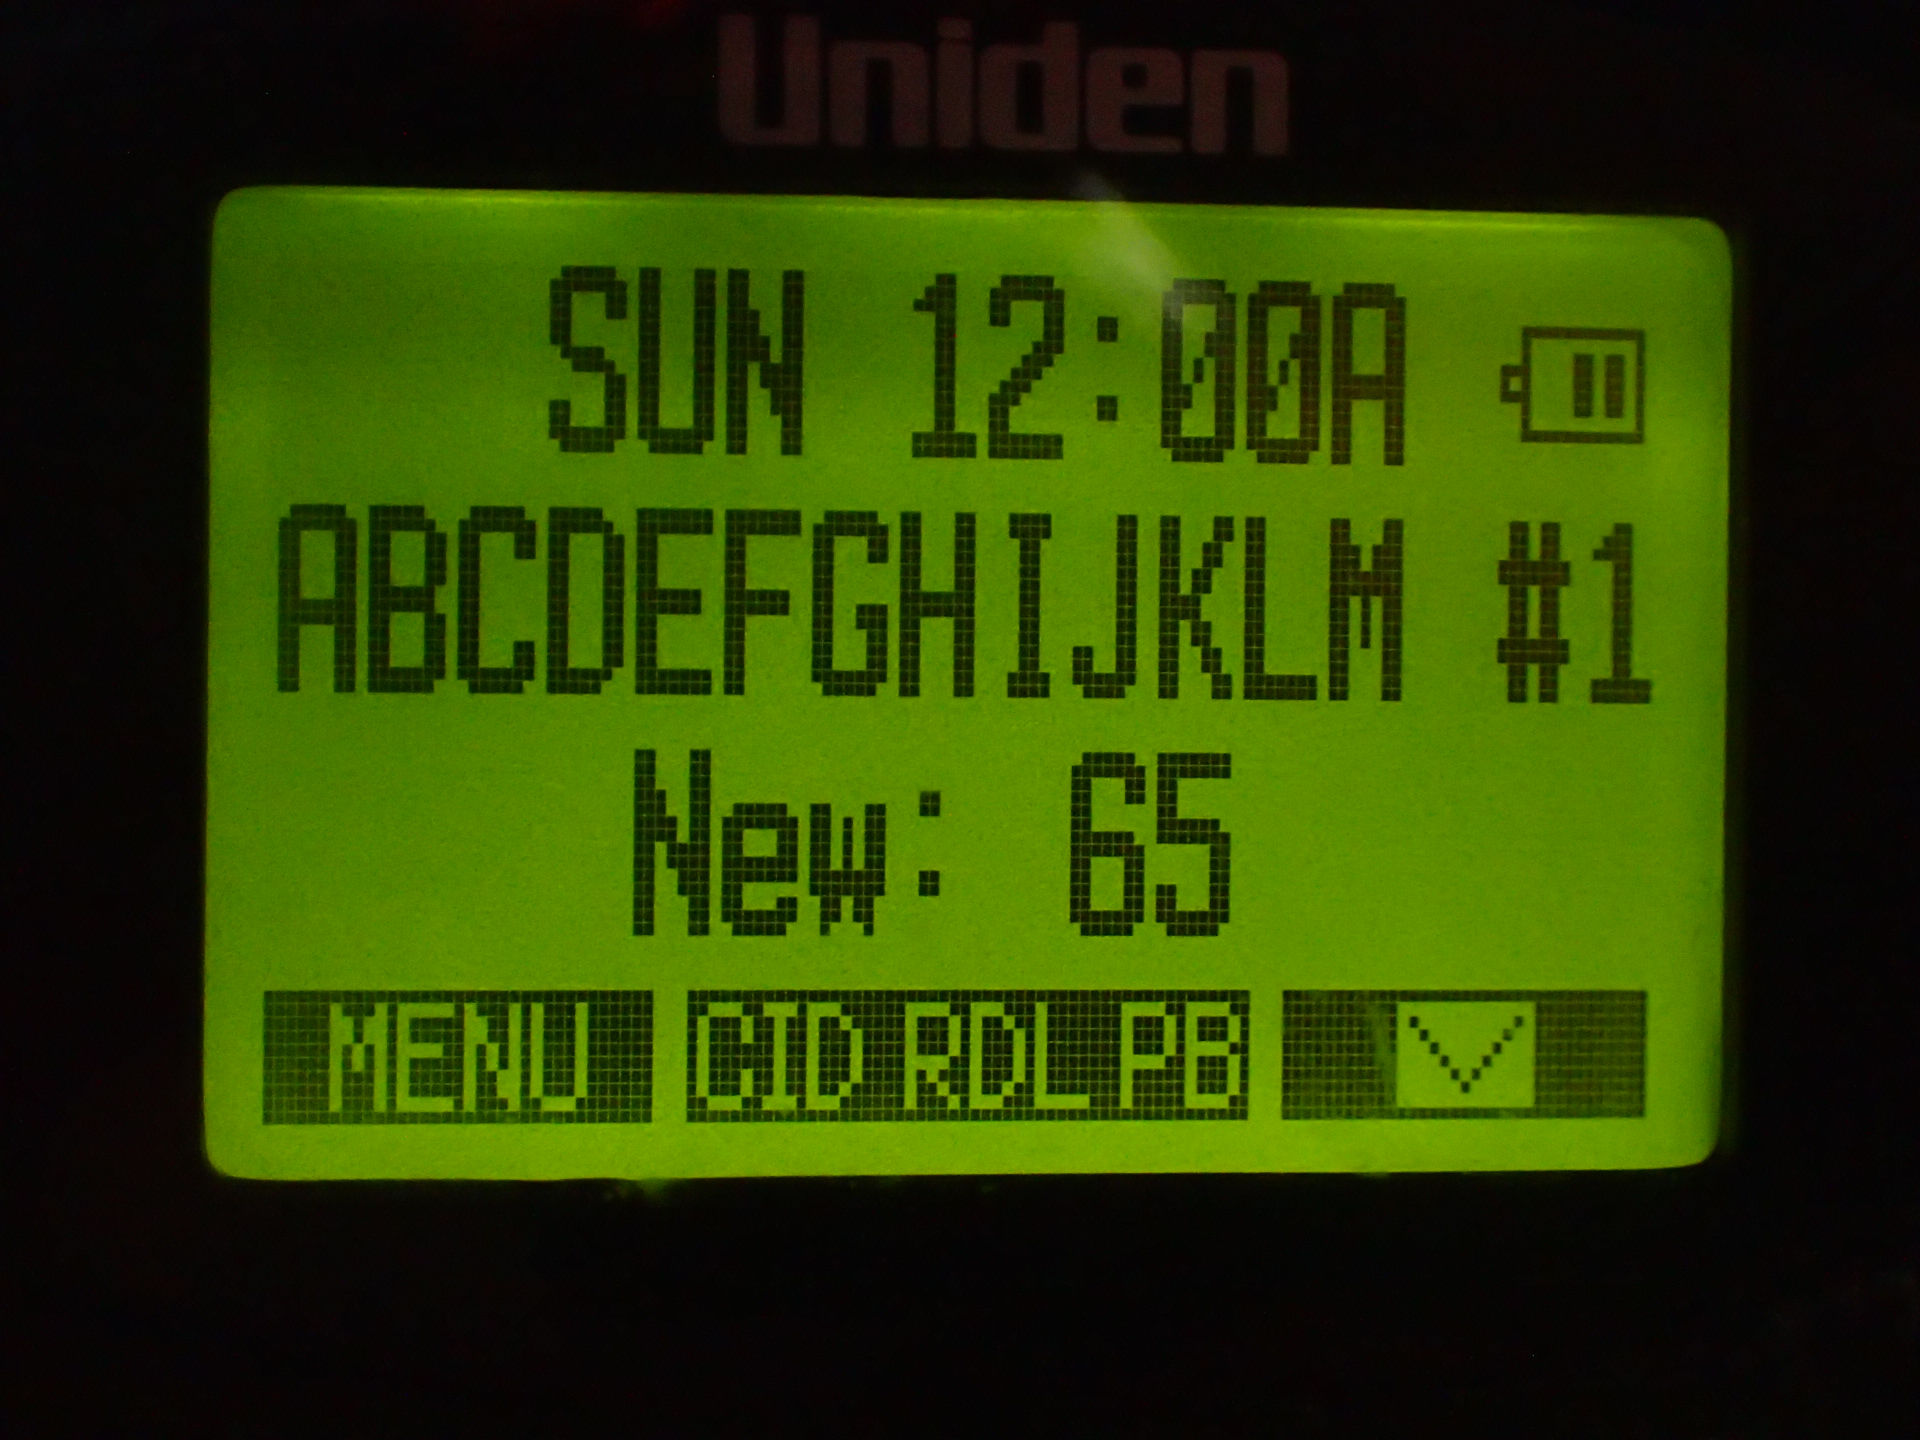 Uniden
SUN 12:00A
ABCDEFGHIJKLM #1
New: 65
MENU CID RDL PB